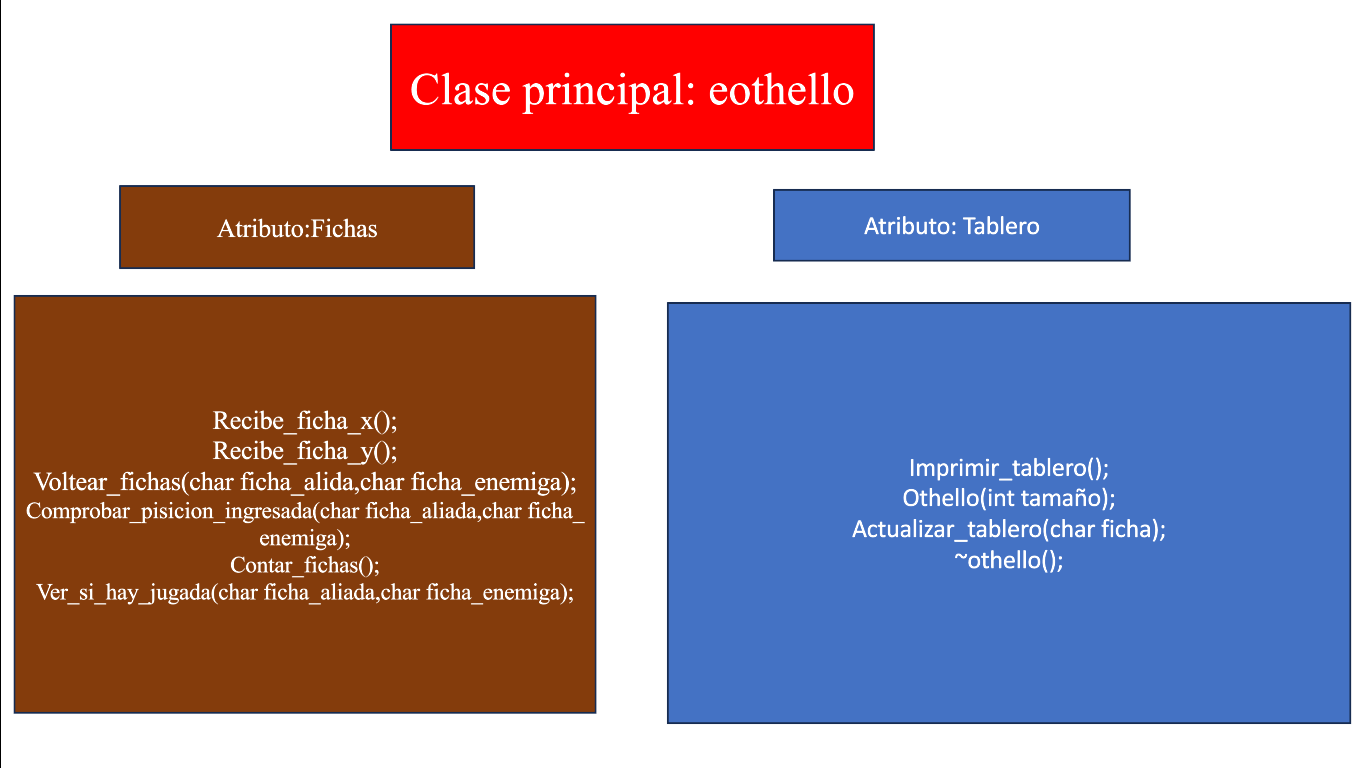 Clase principal: eothello
Atributo:Fichas
Atributo: Tablero
Recibe_ficha_x();
Recibe_ficha_y();
Voltear_fichas(char ficha_alida,char ficha_enemiga);
Comprobar_pisicion_ingresada(char ficha_aliada,char ficha_
enemiga);
Contar_fichas();
Ver_si_hay_jugada(char ficha_aliada,char ficha_enemiga);
Imprimir_tablero();
Othello(int tamaño);
Actualizar_tablero(char ficha);
~othello();